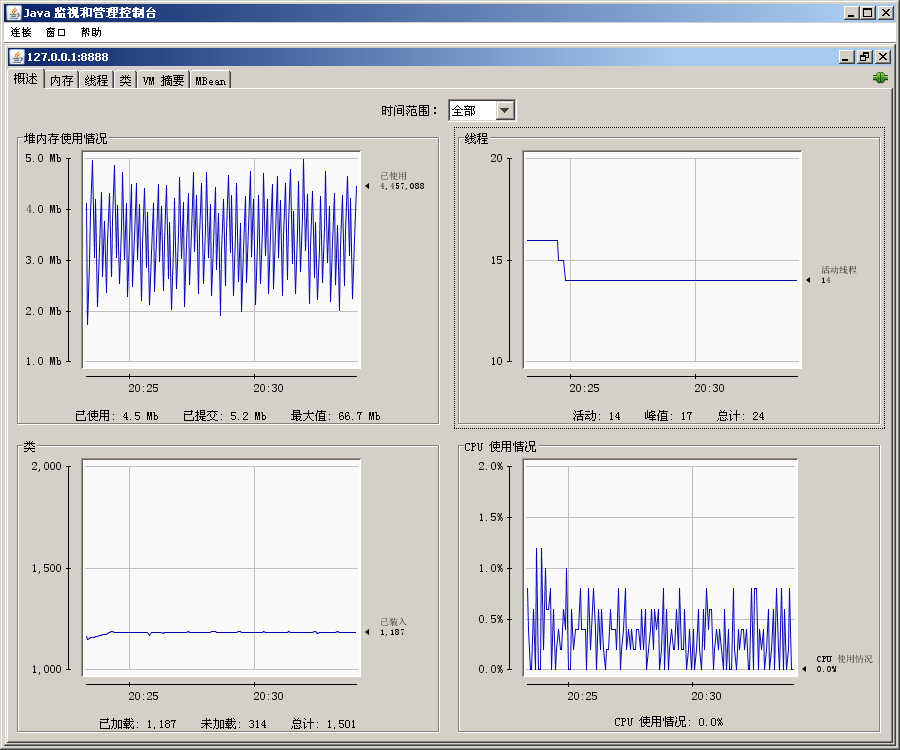 Java 监视和管理控制台
连接 窗口 帮助
127.0.0.1:8888
概述 内存 线程 类 VM 摘要 MBean
时间范围： 全部
堆内存使用情况
5.0 Mb
4.0 Mb
3.0 Mb
2.0 Mb
1.0 Mb
已使用
4,457,088
20:25 20:30
已使用: 4.5 Mb 已提交: 5.2 Mb 最大值: 66.7 Mb
线程
20
15
10
活动线程
14
20:25 20:30
活动: 14 峰值: 17 总计: 24
类
2,000
1,500
1,000
已装入
1,187
20:25 20:30
已加载: 1,187 未加载: 314 总计: 1,501
CPU 使用情况
2.0%
1.5%
1.0%
0.5%
0.0%
CPU 使用情况
0.0%
20:25 20:30
CPU 使用情况: 0.0%